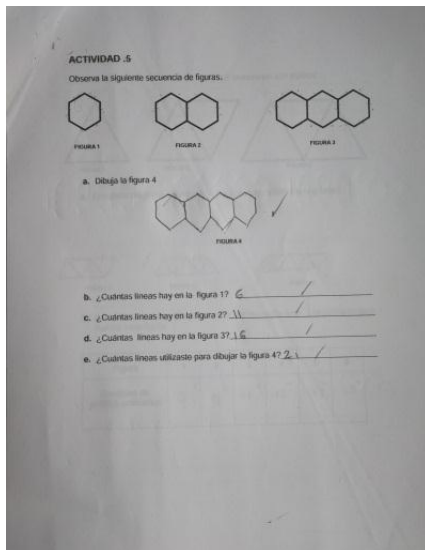 ACTIVIDAD .5
Observa la siguiente secuencia de figuras.
FIGURA 1
FIGURA 2
FIGURA 3
a. Dibuja la figura 4
FIGURA 4
b. ¿Cuántas líneas hay en la figura 1? 6
c. ¿Cuántas líneas hay en la figura 2? 11
d. ¿Cuántas líneas hay en la figura 3? 16
e. ¿Cuántas líneas utilizaste para dibujar la figura 4? 21